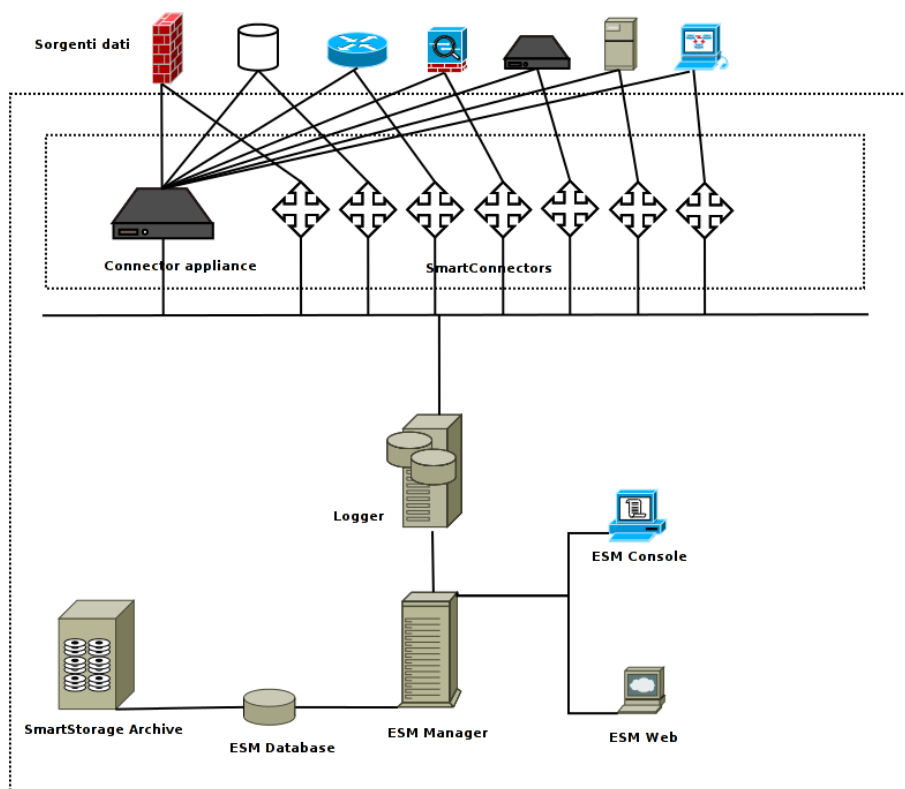 Sorgenti dati
Connector appliance
SmartConnectors
Logger
ESM Console
SmartStorage Archive
ESM Database
ESM Manager
ESM Web